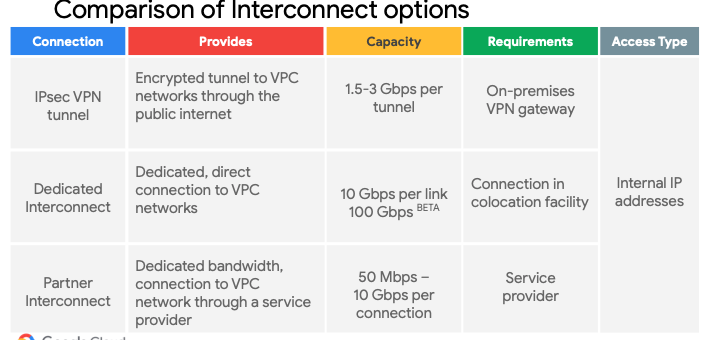 Comparison of Interconnect options
Connection
Provides
Capacity
Requirements
Access Type
IPsec VPN
tunnel
Encrypted tunnel to VPC
networks through the
public internet
1.5-3 Gbps per
tunnel
On-premises
VPN gateway
Dedicated
Interconnect
Dedicated, direct
connection to VPC
networks
10 Gbps per link
100 Gbps BETA
Connection in
colocation facility
Internal IP
addresses
Partner
Interconnect
Dedicated bandwidth,
connection to VPC
network through a service
provider
50 Mbps –
10 Gbps per
connection
Service
provider
Google Cloud